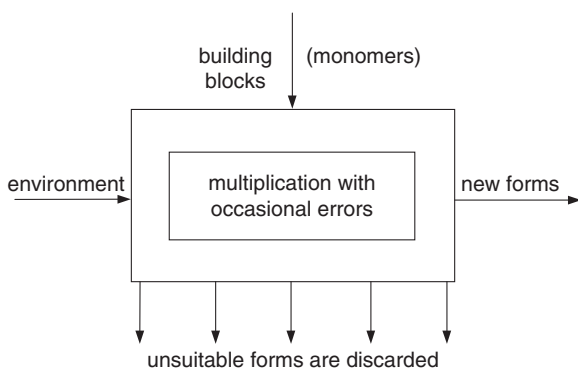 building (monomers)
blocks
environment
multiplication with
occasional errors
new forms
unsuitable forms are discarded